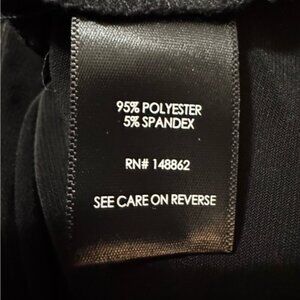 95% POLYESTER
5% SPANDEX
RN# 148862
SEE CARE ON REVERSE